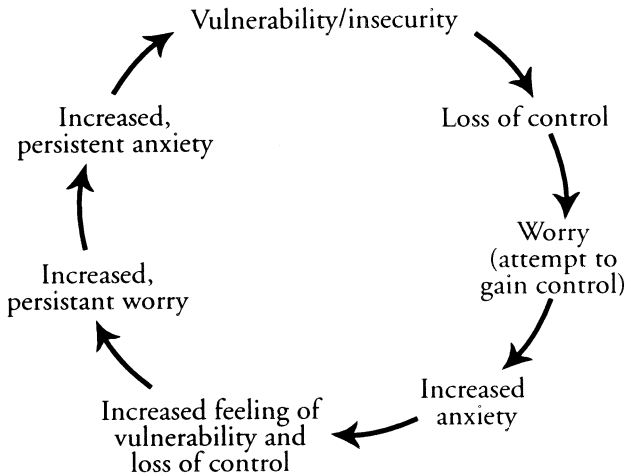 Vulnerability/insecurity
Loss of control
Worry
(attempt to
gain control)
Increased
anxiety
Increased feeling of
vulnerability and
loss of control
Increased,
persistant worry
Increased,
persistent anxiety